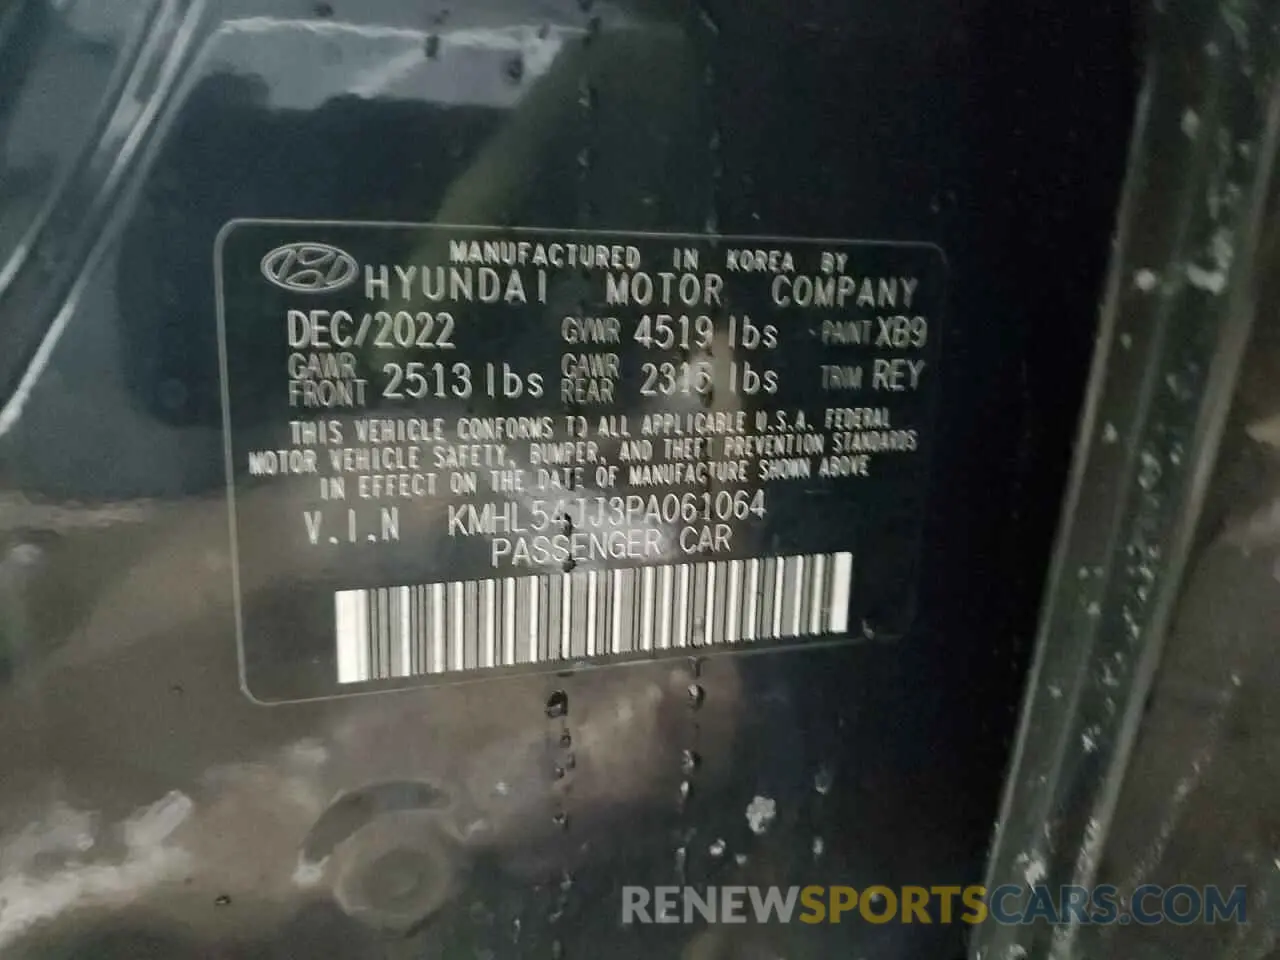 MANUFACTURED IN KOREA BY
HYUNDAI MOTOR COMPANY
DEC/2022 GVWR 4519 lbs PAINT XB9
GAWR FRONT 2513 lbs GAWR REAR 2315 lbs TRIM REY
THIS VEHICLE CONFORMS TO ALL APPLICABLE U.S.A. FEDERAL
MOTOR VEHICLE SAFETY, BUMPER, AND THEFT PREVENTION STANDARDS
IN EFFECT ON THE DATE OF MANUFACTURE SHOWN ABOVE
V.I.N KMHL54JJ3PA061064
PASSENGER CAR
RENEWSPORTSCARS.COM